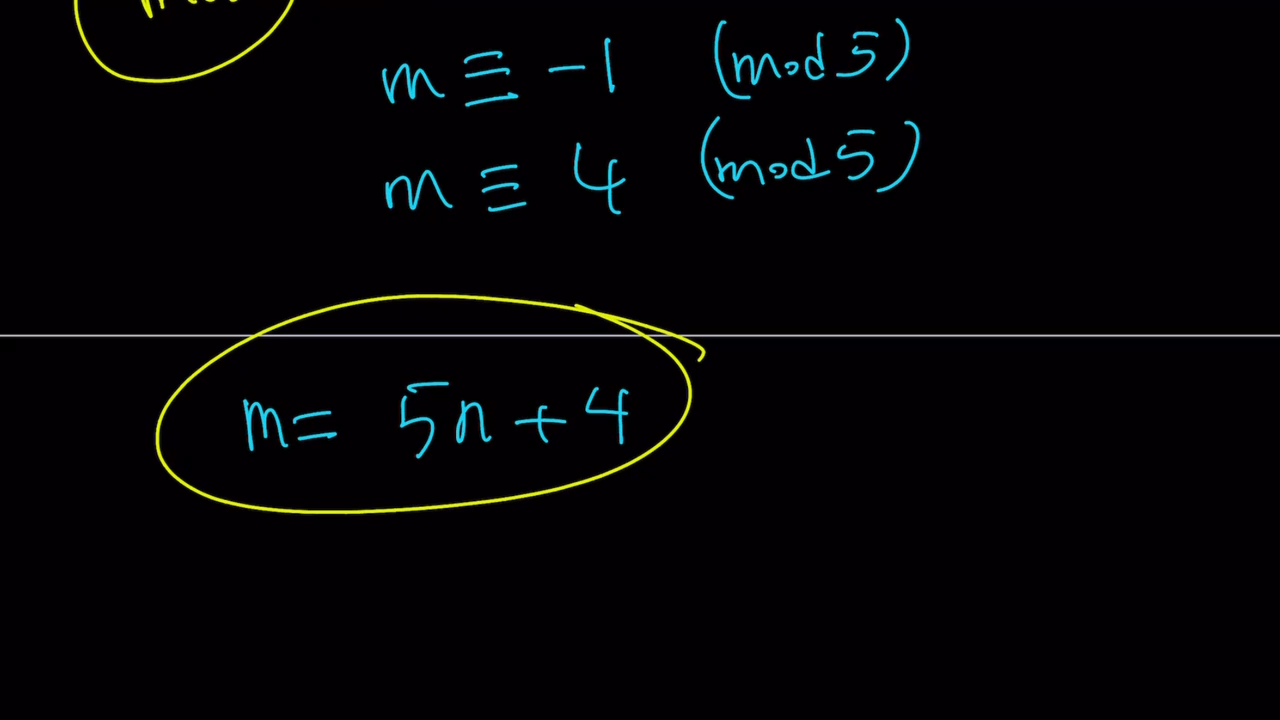 m ≡ -1 (mod 5)
m ≡ 4 (mod 5)
m = 5n + 4